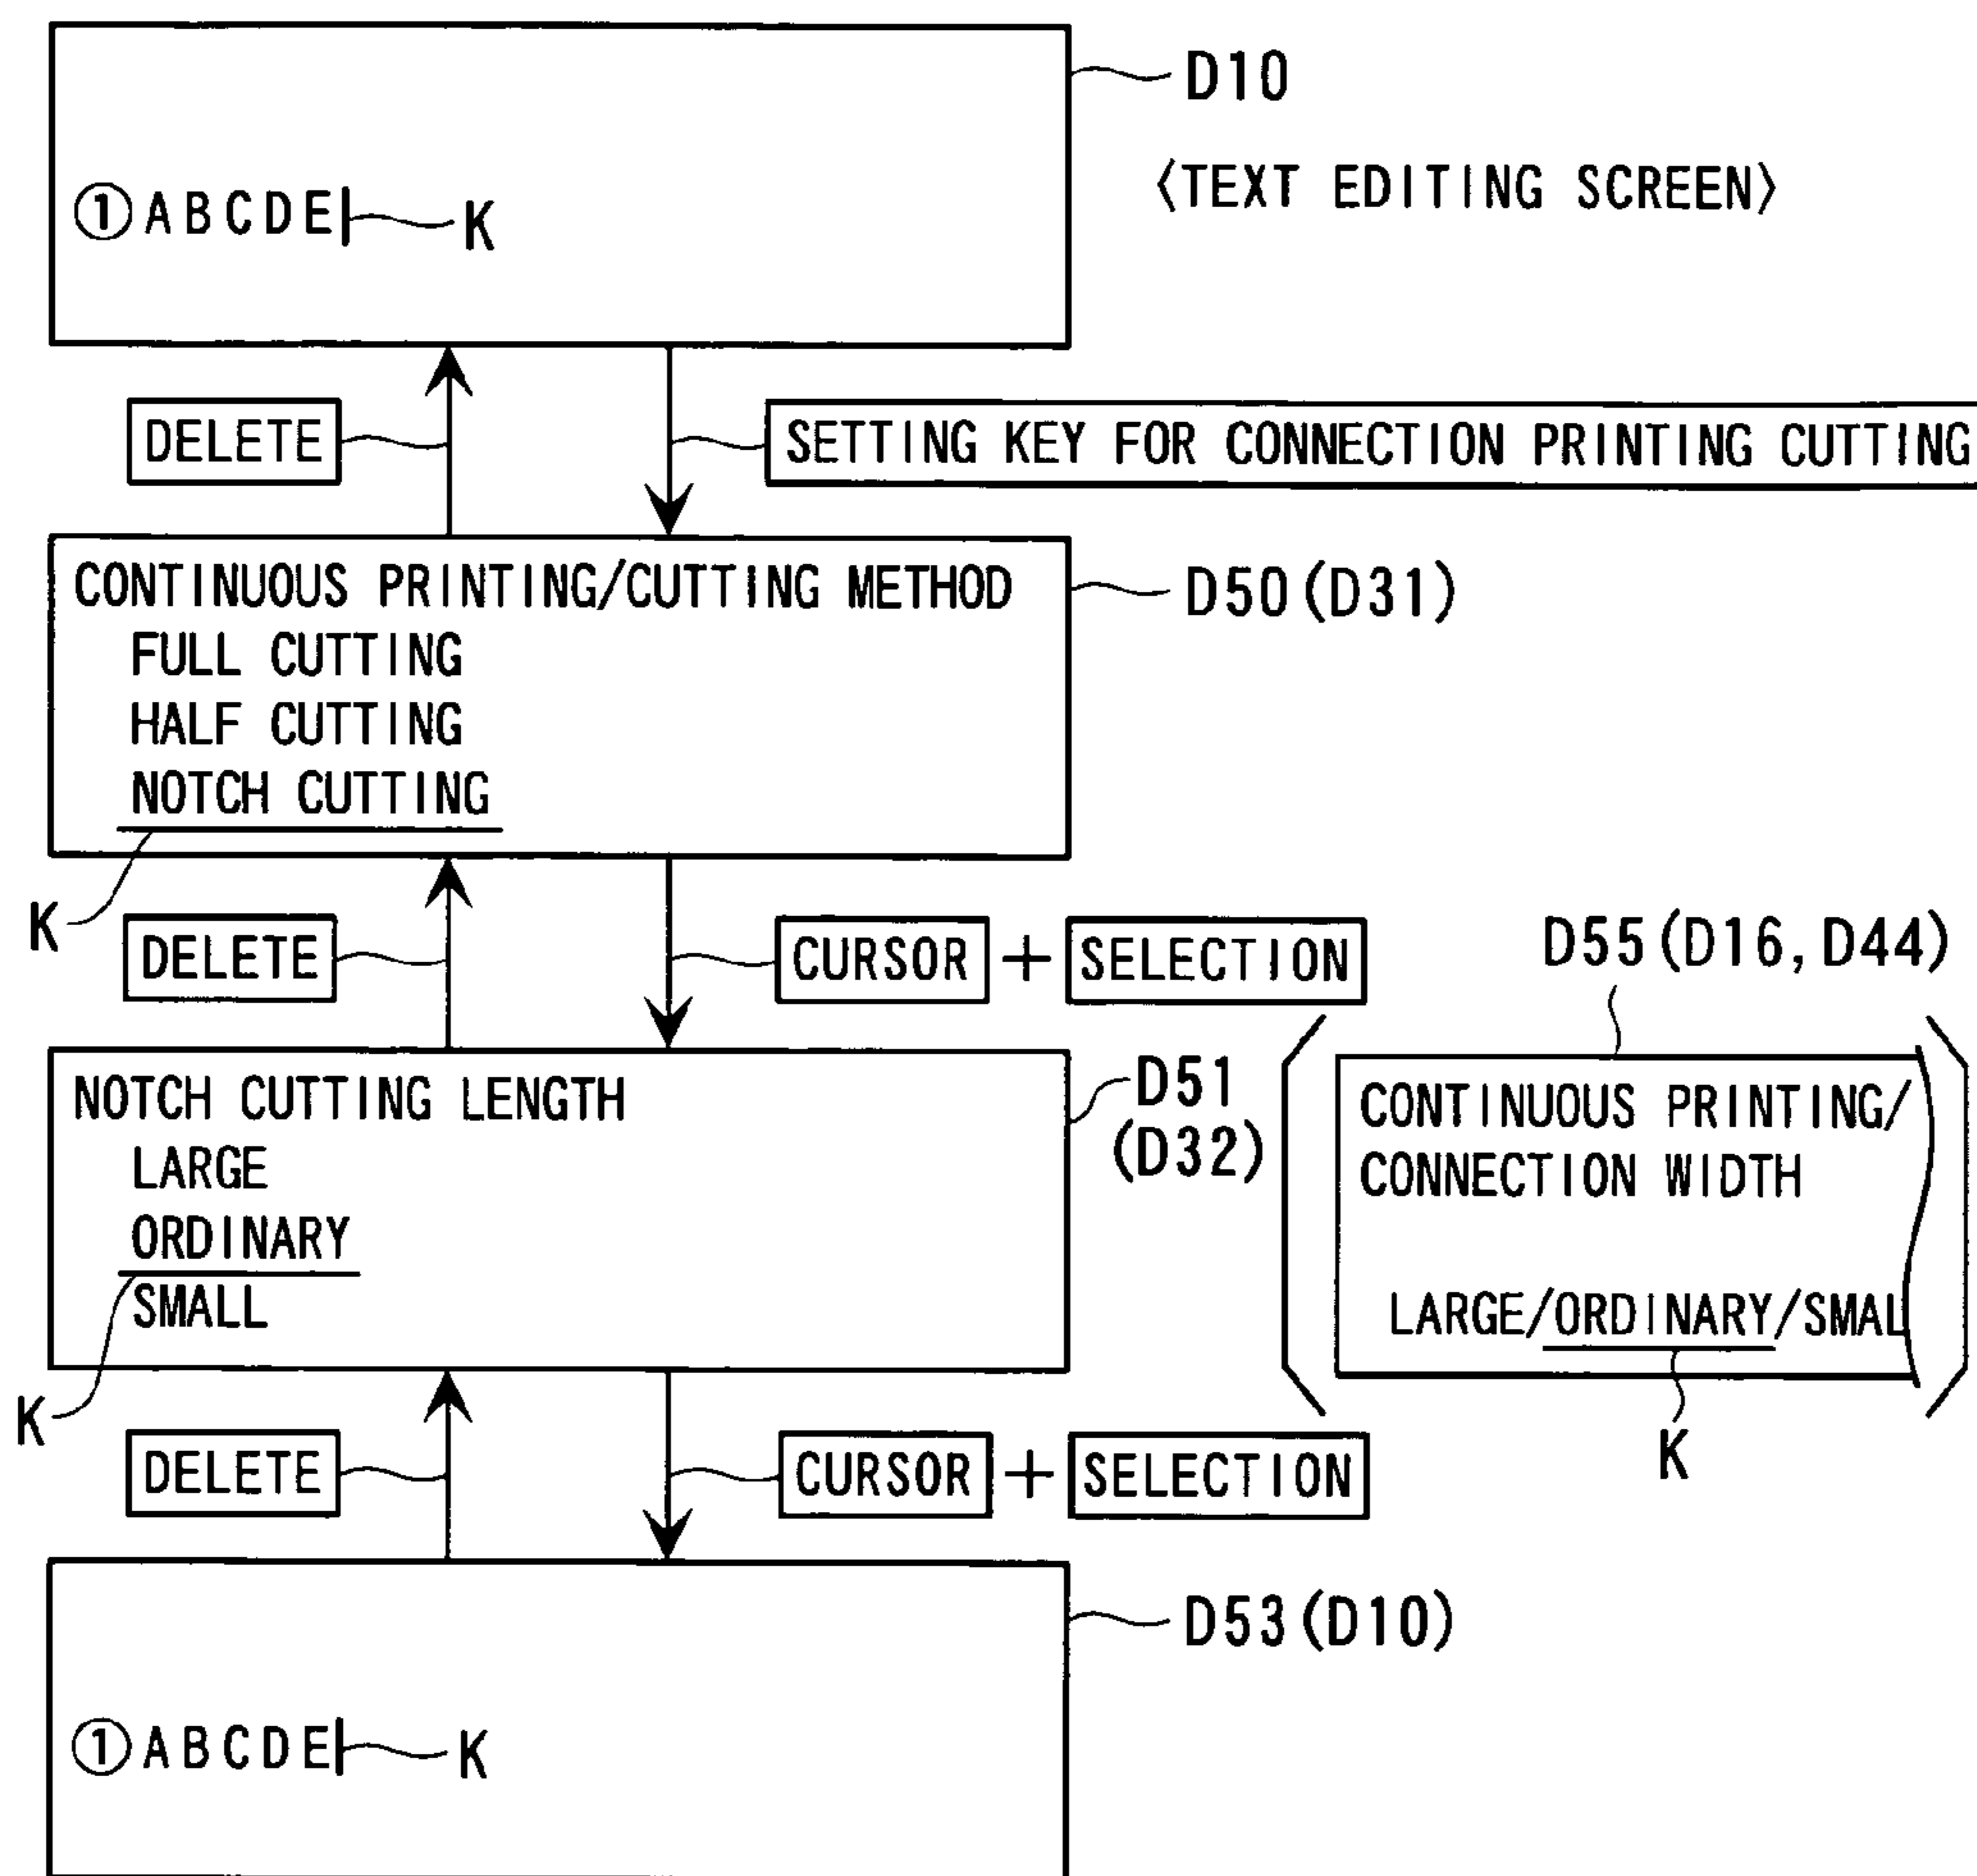 D10
〈TEXT EDITING SCREEN〉
①ABCDE K
DELETE
SETTING KEY FOR CONNECTION PRINTING CUTTING
CONTINUOUS PRINTING/CUTTING METHOD
D50(D31)
FULL CUTTING
HALF CUTTING
NOTCH CUTTING
K
DELETE
CURSOR + SELECTION
D55(D16, D44)
NOTCH CUTTING LENGTH
LARGE
ORDINARY
SMALL
K
D51
(D32)
CONTINUOUS PRINTING/
CONNECTION WIDTH
LARGE/ORDINARY/SMAL
K
DELETE
CURSOR + SELECTION
D53(D10)
①ABCDE K